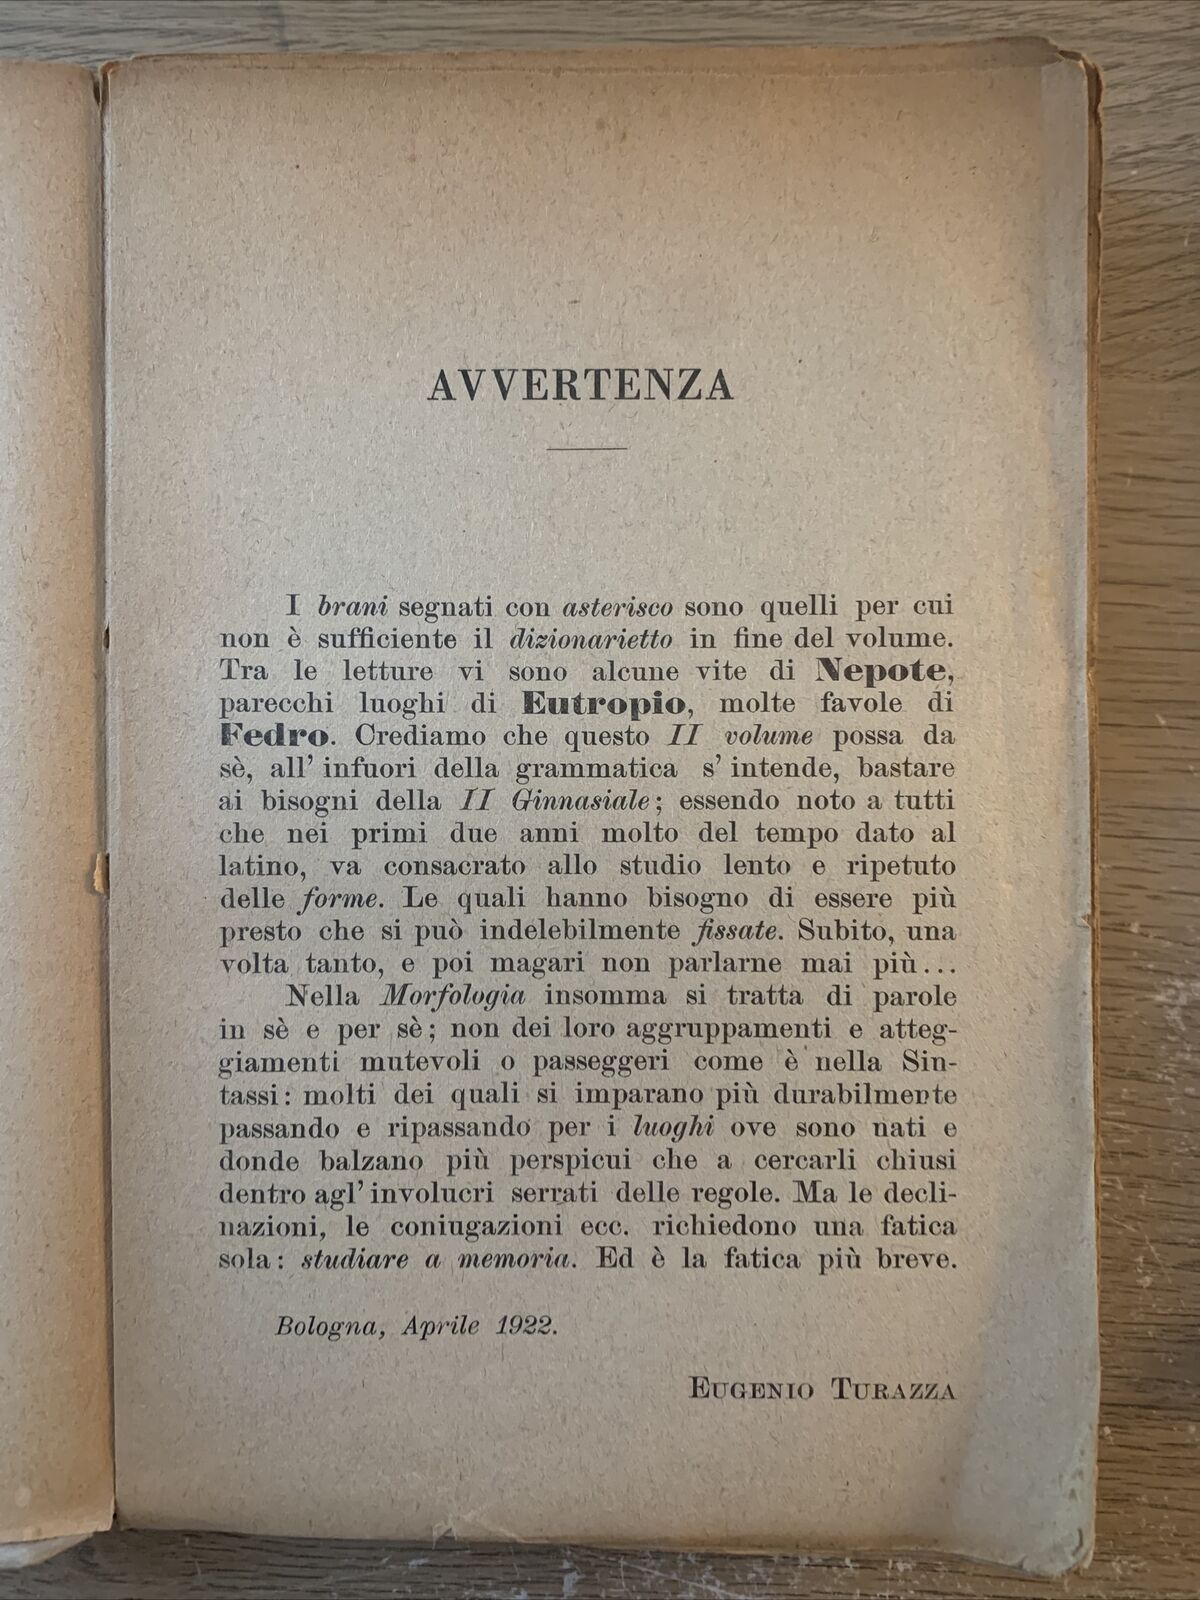 AVVERTENZA
I brani segnati con asterisco sono quelli per cui
non è sufficiente il dizionarietto in fine del volume.
Tra le letture vi sono alcune vite di Nepote,
parecchi luoghi di Eutropio, molte favole di
Fedro. Crediamo che questo II volume possa da
sè, all' infuori della grammatica s' intende, bastare
ai bisogni della II Ginnasiale; essendo noto a tutti
che nei primi due anni molto del tempo dato al
latino, va consacrato allo studio lento e ripetuto
delle forme. Le quali hanno bisogno di essere più
presto che si può indelebilmente fissate. Subito, una
volta tanto, e poi magari non parlarne mai più...
Nella Morfologia insomma si tratta di parole
in sè e per sè; non dei loro aggruppamenti e atteg-
giamenti mutevoli o passeggeri come è nella Sin-
tassi: molti dei quali si imparano più durabilmente
passando e ripassando per i luoghi ove sono nati e
donde balzano più perspicui che a cercarli chiusi
dentro agl' involucri serrati delle regole. Ma le decli-
nazioni, le coniugazioni ecc. richiedono una fatica
sola: studiare a memoria. Ed è la fatica più breve.
Bologna, Aprile 1922.
EUGENIO TURAZZA